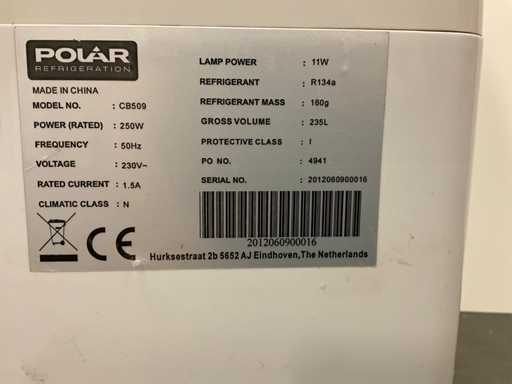 POLAR
REFRIGERATION
MADE IN CHINA
MODEL NO. : CB509
POWER (RATED) : 250W
FREQUENCY : 50Hz
VOLTAGE : 230V~
RATED CURRENT : 1.5A
CLIMATIC CLASS : N
LAMP POWER : 11W
REFRIGERANT : R134a
REFRIGERANT MASS : 160g
GROSS VOLUME : 235L
PROTECTIVE CLASS : I
PO NO. : 4941
SERIAL NO. : 2012060900016
2012060900016
CE
Hurksestraat 2b 5652 AJ Eindhoven,The Netherlands